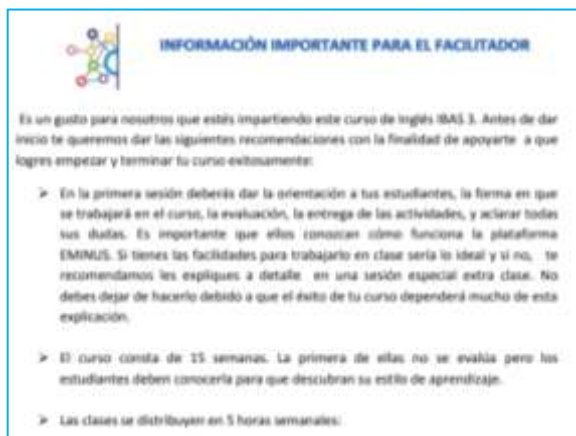 INFORMACIÓN IMPORTANTE PARA EL FACILITADOR
Es un gusto para nosotros que estés impartiendo este curso de Inglés IBAS 3. Antes de dar
inicio te queremos dar las siguientes recomendaciones con la finalidad de apoyarte a que
logres empezar y terminar tu curso exitosamente:
➢ En la primera sesión deberás dar la orientación a tus estudiantes, la forma en que
se trabajará en el curso, la evaluación, la entrega de las actividades, y aclarar todas
sus dudas. Es importante que ellos conozcan cómo funciona la plataforma
EMINUS. Si tienes las facilidades para trabajarlo en clase sería lo ideal y si no, te
recomendamos les expliques a detalle en una sesión especial extra clase. No
debes dejar de hacerlo debido a que el éxito de tu curso dependerá mucho de esta
explicación.
➢ El curso consta de 15 semanas. La primera de ellas no se evalúa pero los
estudiantes deben conocerla para que descubran su estilo de aprendizaje.
➢ Las clases se distribuyen en 5 horas semanales: